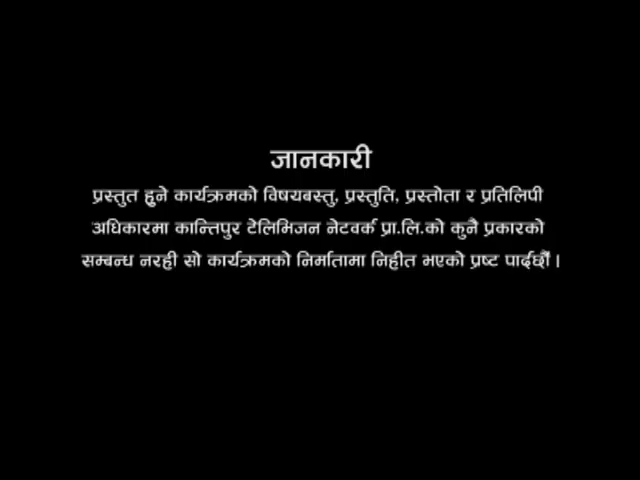 जानकारी
प्रस्तुत हुने कार्यक्रमको विषयबस्तु, प्रस्तुति, प्रस्तोता र प्रतिलिपी
अधिकारमा कान्तिपुर टेलिभिजन नेटवर्क प्रा.लि.को कुनै प्रकारको
सम्बन्ध नरही सो कार्यक्रमको निर्मातामा निहीत भएको प्रष्ट पार्दछौं ।